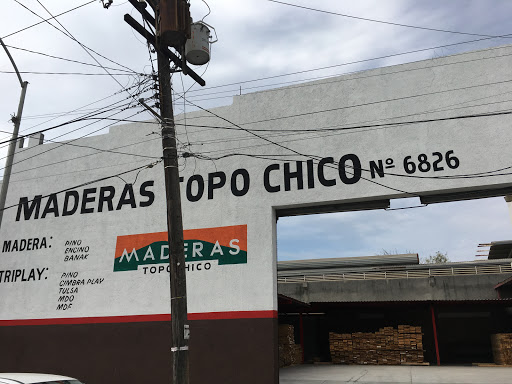 MADERAS TOPO CHICO Nº 6826
MADERA:
PINO
ENCINO
BANAK
TRIPLAY:
PINO
CIMBRA PLAY
TULSA
MDO
MDF
MADERAS
TOPO CHICO